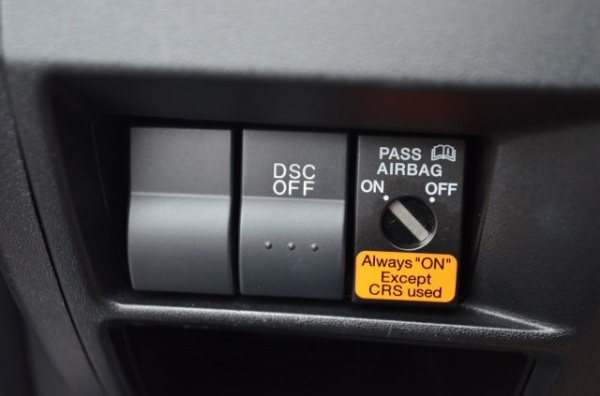 DSC
OFF
PASS
AIRBAG
ON OFF
Always "ON"
Except
CRS used